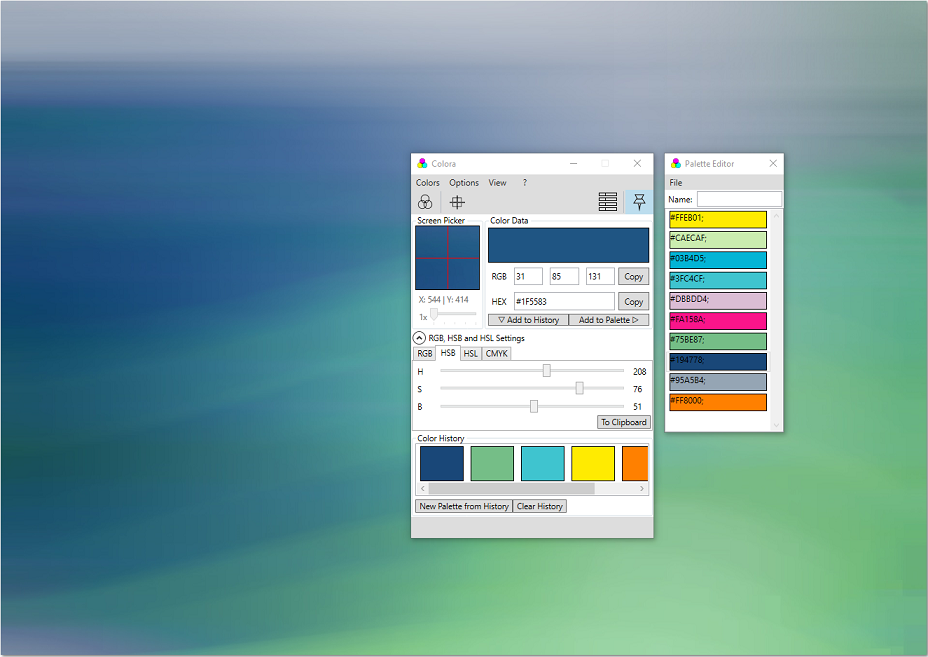 Colora
Colors Options View ?
Screen Picker
X: 544 | Y: 414
1x
Color Data
RGB 31 85 131 Copy
HEX #1F5583 Copy
▽ Add to History Add to Palette ▷
RGB, HSB and HSL Settings
RGB HSB HSL CMYK
H 208
S 76
B 51
To Clipboard
Color History
New Palette from History Clear History
Palette Editor
File
Name:
#FFEB01;
#CAECAF;
#03B4D5;
#3FC4CF;
#DBBDD4;
#FA158A;
#75BE87;
#194778;
#95A5B4;
#FF8000;